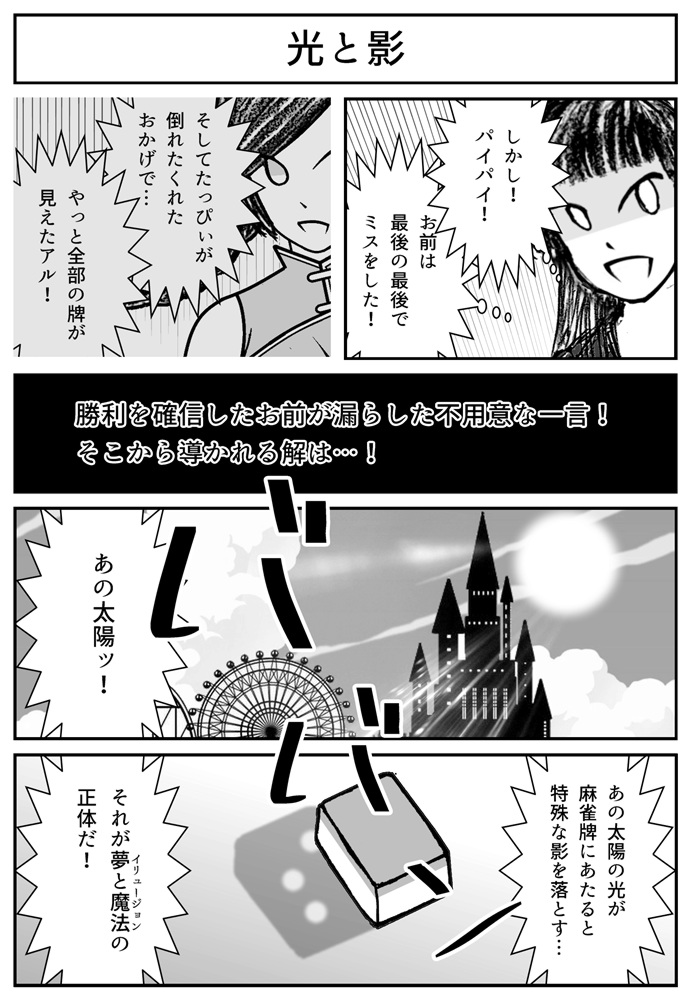 光と影
しかし！
パイパイ！
お前は
最後の最後で
ミスをした！
そしてたっぴぃが
倒れたくれた
おかげで…
やっと全部の牌が
見えたアル！
勝利を確信したお前が漏らした不用意な一言！
そこから導かれる解は…！
あの太陽ッ！
ドドドド
あの太陽の光が
麻雀牌にあたると
特殊な影を落とす…
それが夢と魔法の
イリュージョン
正体だ！